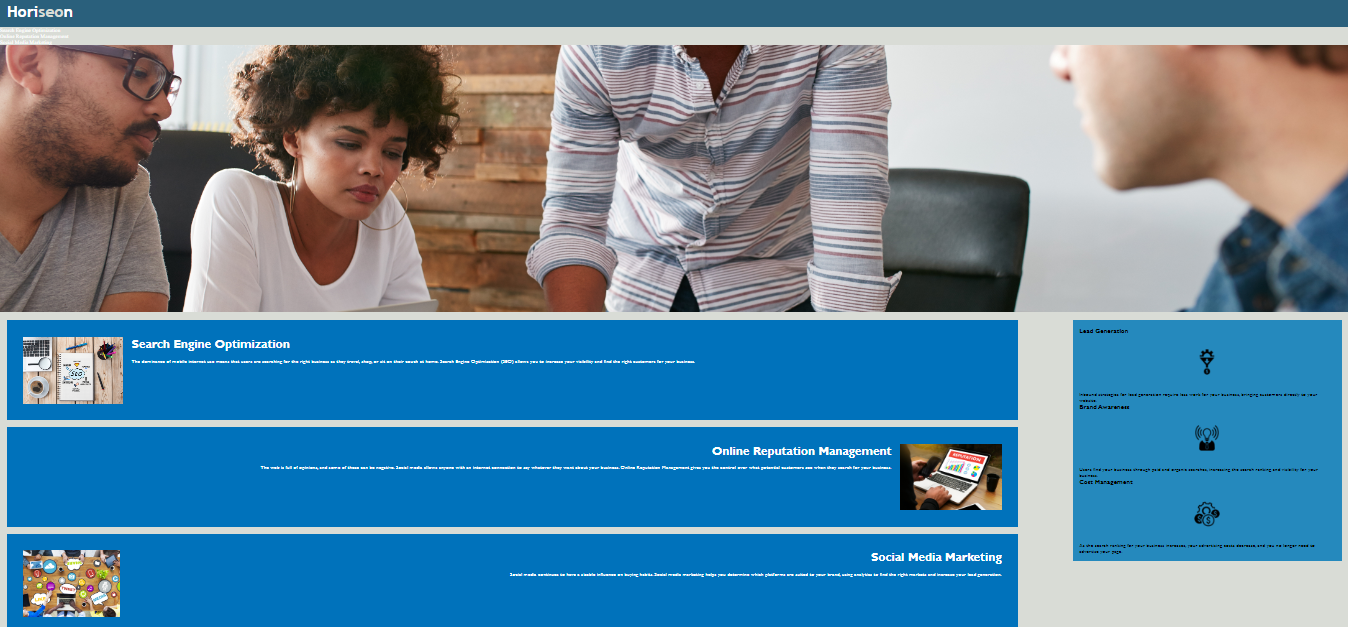 Horiseon
Search Engine Optimization
Online Reputation Management
Social Media Marketing
Search Engine Optimization
The dominance of mobile internet use means that users are searching for the right business as they travel, shop, or sit on their couch at home. Search Engine Optimization (SEO) allows you to increase your visibility and find the right customers for your business.
SEO
Online Reputation Management
The web is full of opinions, and some of these can be negative. Social media allows anyone with an internet connection to say whatever they want about your business. Online Reputation Management gives you the control over what potential customers see when they search for your business.
REPUTATION
Social Media Marketing
Social media continues to have a sizable influence on buying habits. Social media marketing helps you determine which platforms are suited to your brand, using analytics to find the right markets and increase your lead generation.
Lead Generation
Inbound strategies for lead generation require less work for your business, bringing customers directly to your
website.
Brand Awareness
Users find your business through paid and organic searches, increasing the search ranking and visibility for your
business.
Cost Management
As the search ranking for your business increases, your advertising costs decrease, and you no longer need to
advertise your page.